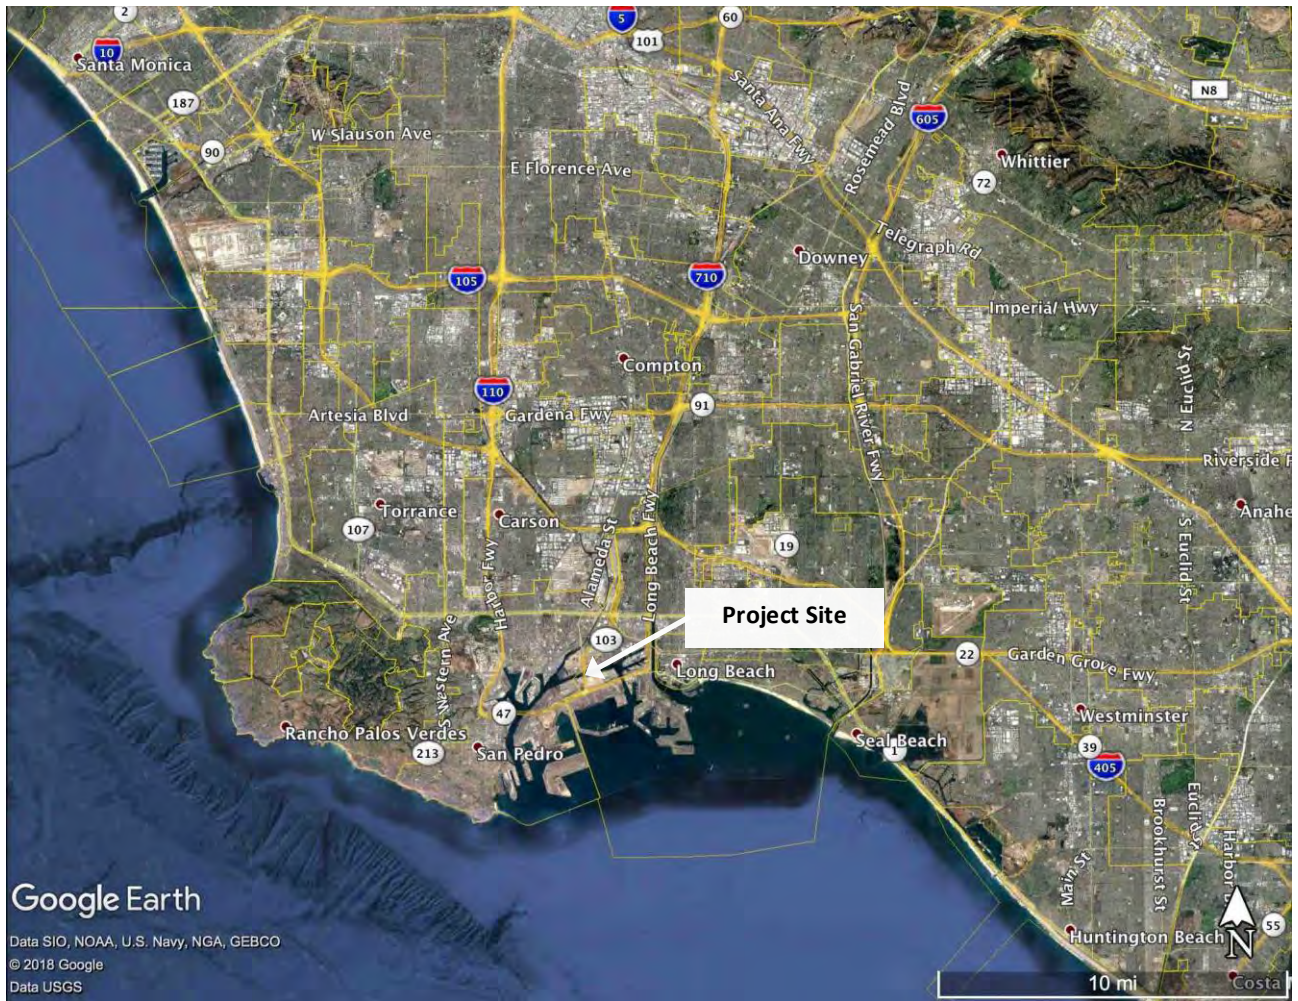 2
5
60
10
101
Santa Monica
N8
187
Santa Ana Fwy
Rosemead Blvd
605
W Slauson Ave
90
E Florence Ave
Whittier
72
Downey
Telegraph Rd
105
710
Imperial Hwy
San Gabriel River Fwy
N Euclid St
Compton
110
Artesia Blvd
Gardena Fwy
91
Riverside F
Torrance
Carson
107
Alameda St
Long Beach Fwy
19
S Euclid St
Anahe
Harbor Fwy
Project Site
103
S Western Ave
22
Garden Grove Fwy
Long Beach
47
Westminster
Rancho Palos Verdes
213
San Pedro
Seal Beach
1
39
405
Euclid St
Brookhurst St
Harbor B
Main St
Google Earth
55
N
Huntington Beach
Data SIO, NOAA, U.S. Navy, NGA, GEBCO
© 2018 Google
Data USGS
10 mi
Costa